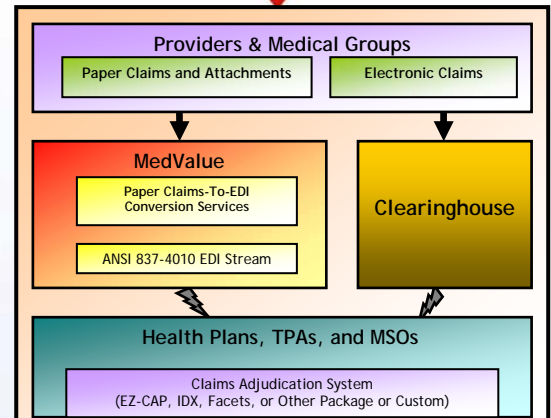 Providers & Medical Groups
Paper Claims and Attachments
Electronic Claims
MedValue
Paper Claims-To-EDI
Conversion Services
ANSI 837-4010 EDI Stream
Clearinghouse
Health Plans, TPAs, and MSOs
Claims Adjudication System
(EZ-CAP, IDX, Facets, or Other Package or Custom)